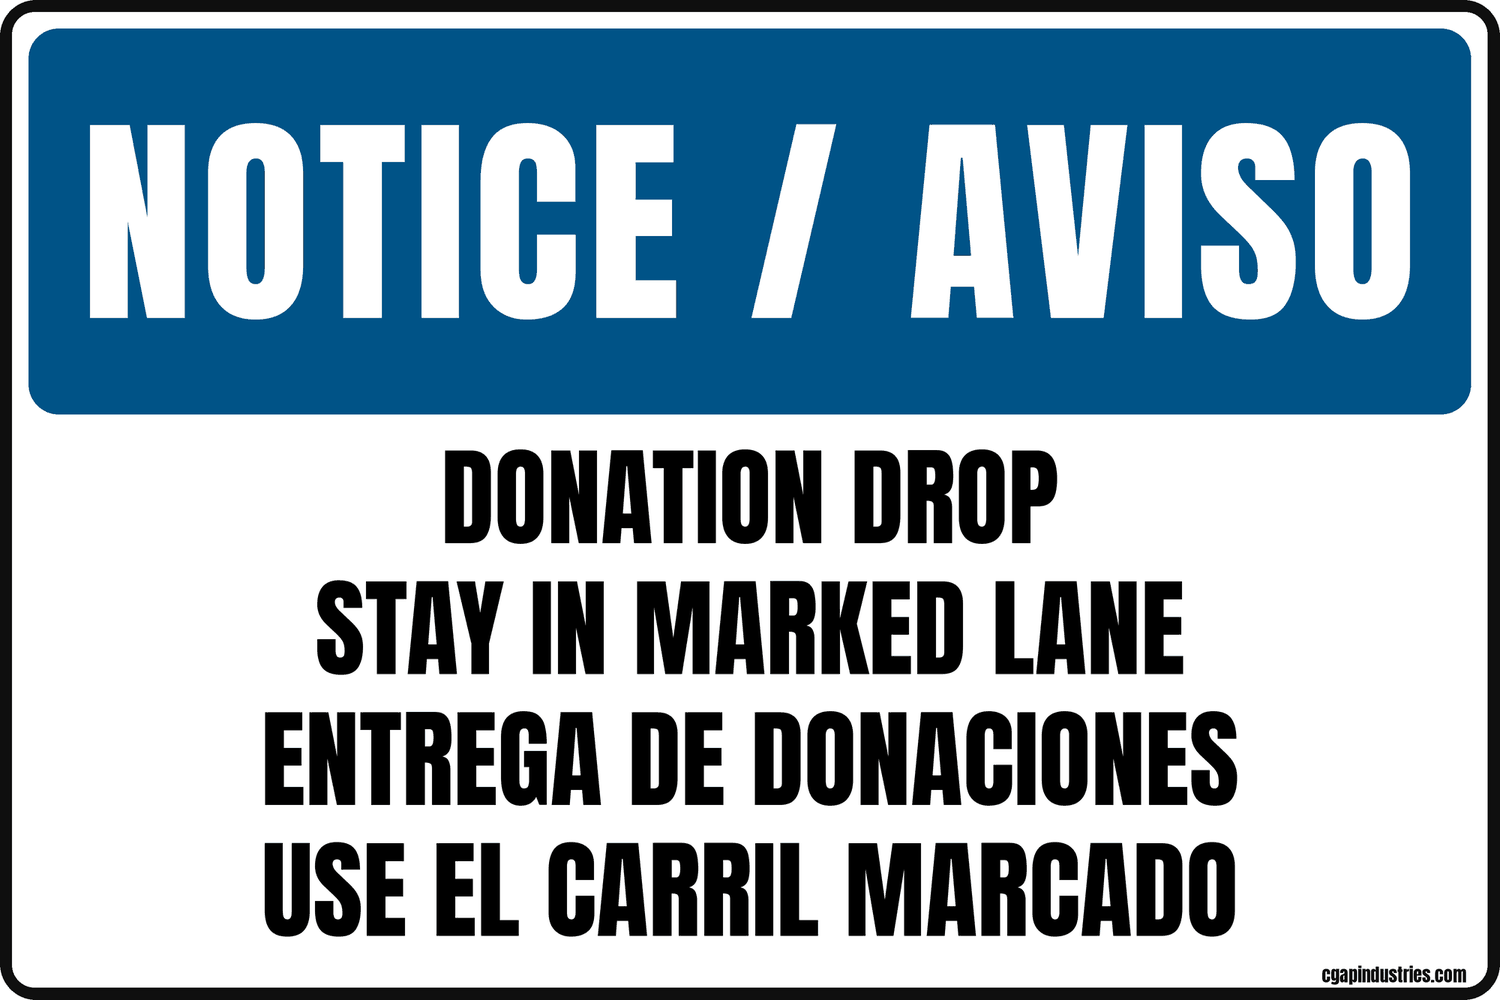 NOTICE / AVISO
DONATION DROP
STAY IN MARKED LANE
ENTREGA DE DONACIONES
USE EL CARRIL MARCADO
cgapindustries.com